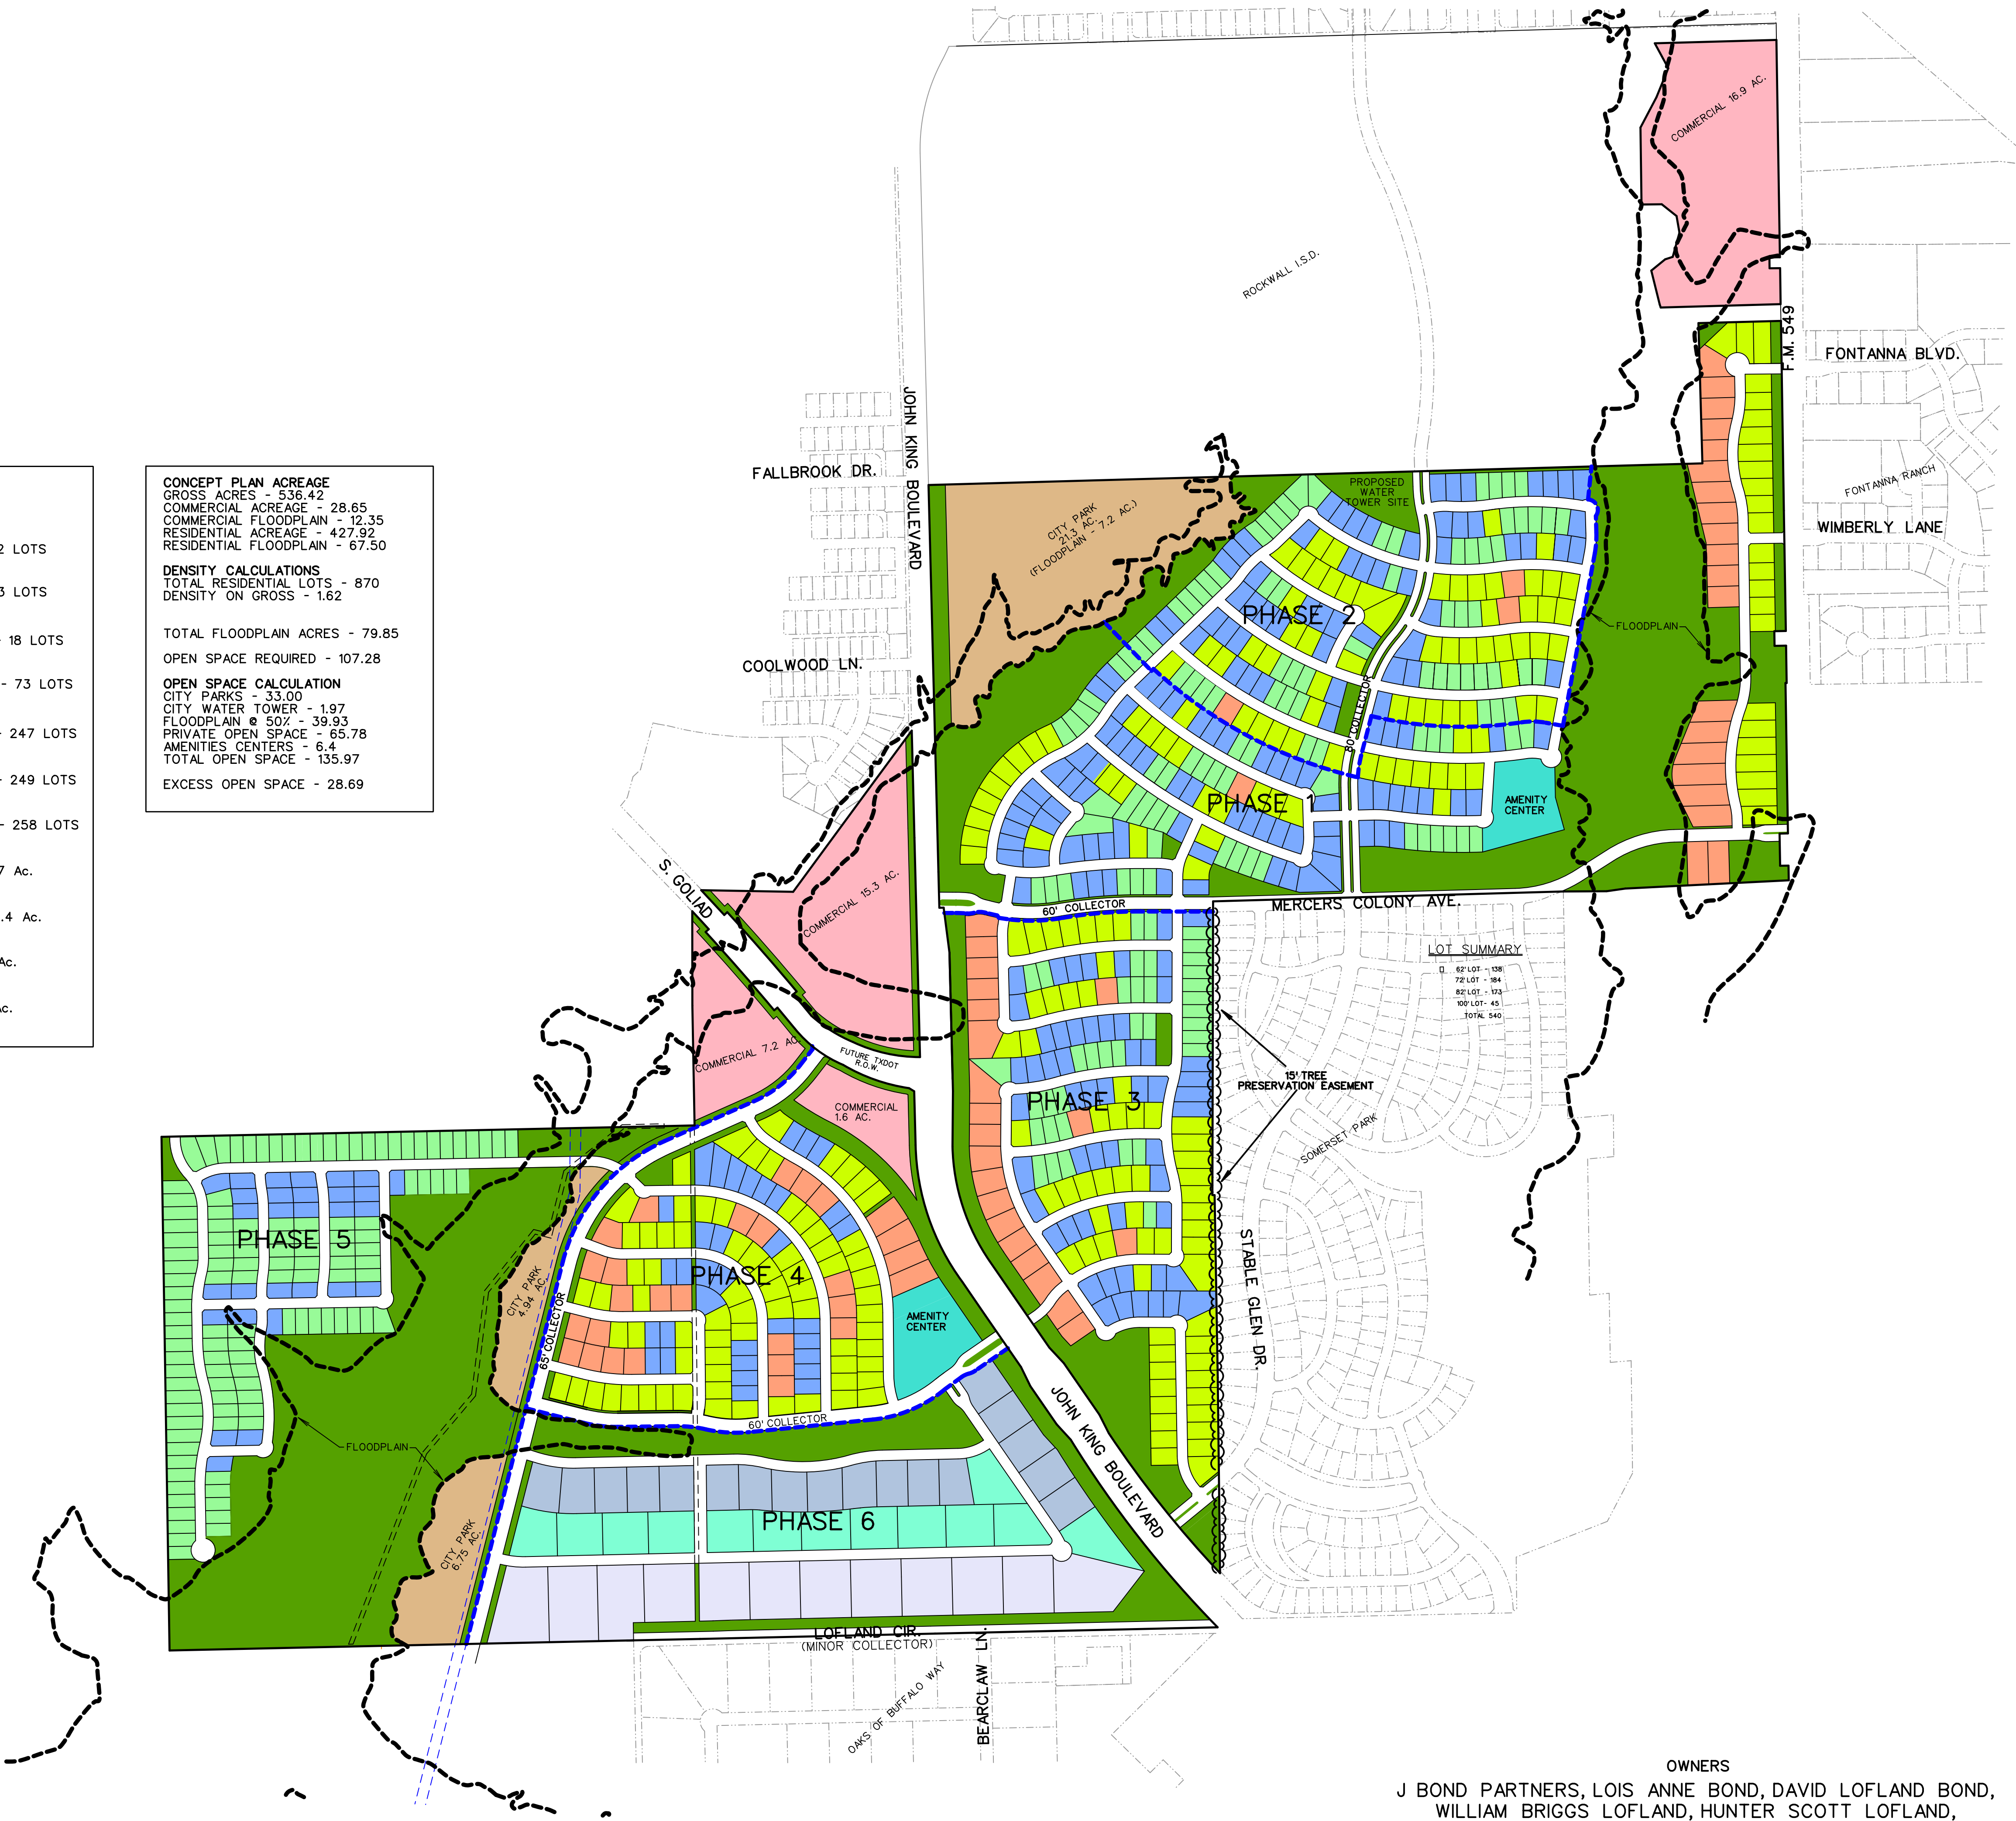 2 LOTS
3 LOTS
- 18 LOTS
- 73 LOTS
- 247 LOTS
- 249 LOTS
- 258 LOTS
7 Ac.
.4 Ac.
Ac.
Ac.
CONCEPT PLAN ACREAGE
GROSS ACRES - 536.42
COMMERCIAL ACREAGE - 28.65
COMMERCIAL FLOODPLAIN - 12.35
RESIDENTIAL ACREAGE - 427.92
RESIDENTIAL FLOODPLAIN - 67.50
DENSITY CALCULATIONS
TOTAL RESIDENTIAL LOTS - 870
DENSITY ON GROSS - 1.62
TOTAL FLOODPLAIN ACRES - 79.85
OPEN SPACE REQUIRED - 107.28
OPEN SPACE CALCULATION
CITY PARKS - 33.00
CITY WATER TOWER - 1.97
FLOODPLAIN @ 50% - 39.93
PRIVATE OPEN SPACE - 65.78
AMENITIES CENTERS - 6.4
TOTAL OPEN SPACE - 135.97
EXCESS OPEN SPACE - 28.69
COMMERCIAL 16.9 AC.
ROCKWALL I.S.D.
F.M. 549
FONTANNA BLVD.
FONTANNA RANCH
WIMBERLY LANE
JOHN KING BOULEVARD
FALLBROOK DR.
COOLWOOD LN.
CITY PARK
21.3 AC.
(FLOODPLAIN - 7.2 AC.)
PROPOSED
WATER
TOWER SITE
PHASE 2
FLOODPLAIN
80' COLLECTOR
PHASE 1
AMENITY
CENTER
S. GOLIAD
COMMERCIAL 15.3 AC.
60' COLLECTOR
MERCERS COLONY AVE.
LOT SUMMARY
62' LOT - 138
72' LOT - 184
82' LOT - 173
100' LOT - 45
TOTAL 540
COMMERCIAL 7.2 AC.
FUTURE TXDOT
R.O.W.
COMMERCIAL
1.6 AC.
PHASE 3
15' TREE
PRESERVATION EASEMENT
SOMERSET PARK
STABLE GLEN DR.
PHASE 5
CITY PARK
4.94 AC.
65' COLLECTOR
PHASE 4
AMENITY
CENTER
60' COLLECTOR
JOHN KING BOULEVARD
FLOODPLAIN
CITY PARK
6.75 AC.
PHASE 6
LOFLAND CIR.
(MINOR COLLECTOR)
BEARCLAW LN.
OAKS OF BUFFALO WAY
OWNERS
J BOND PARTNERS, LOIS ANNE BOND, DAVID LOFLAND BOND,
WILLIAM BRIGGS LOFLAND, HUNTER SCOTT LOFLAND,